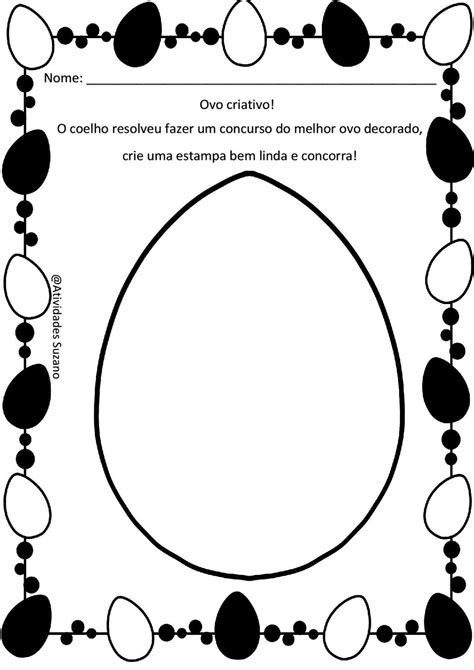 Nome: ________________________________________________
Ovo criativo!
O coelho resolveu fazer um concurso do melhor ovo decorado,
crie uma estampa bem linda e concorra!
@Atividades Suzano